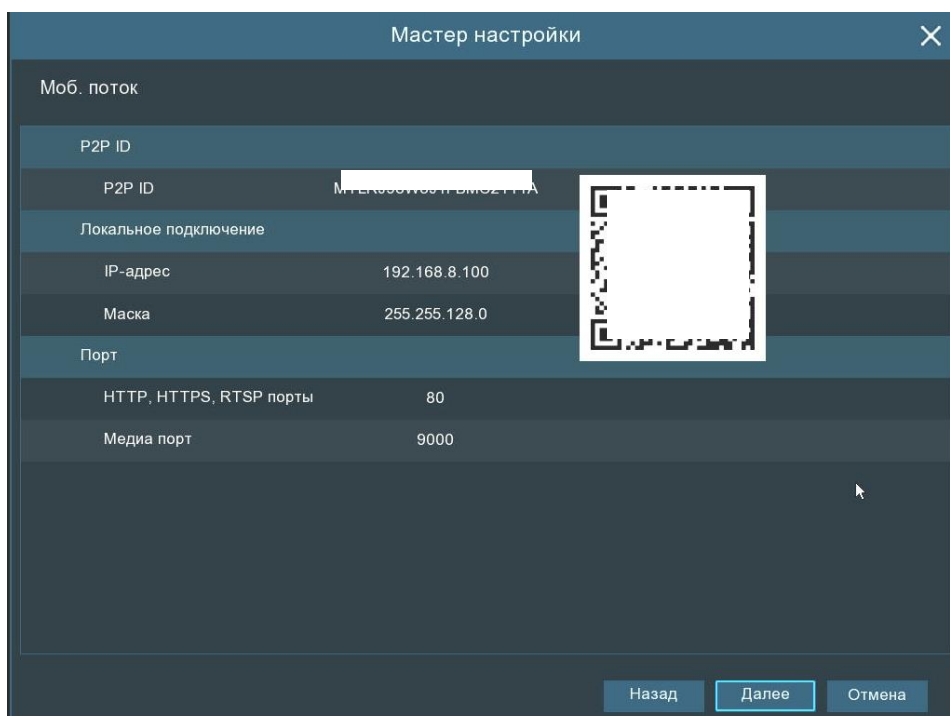 Мастер настройки
Моб. поток
P2P ID
P2P ID
Локальное подключение
IP-адрес 192.168.8.100
Маска 255.255.128.0
Порт
HTTP, HTTPS, RTSP порты 80
Медиа порт 9000
Назад Далее Отмена